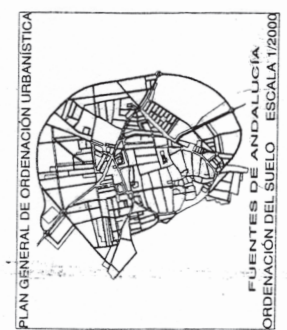 PLAN GENERAL DE ORDENACIÓN URBANÍSTICA
FUENTES DE ANDALUCÍA
ORDENACIÓN DEL SUELO ESCALA 1/2000